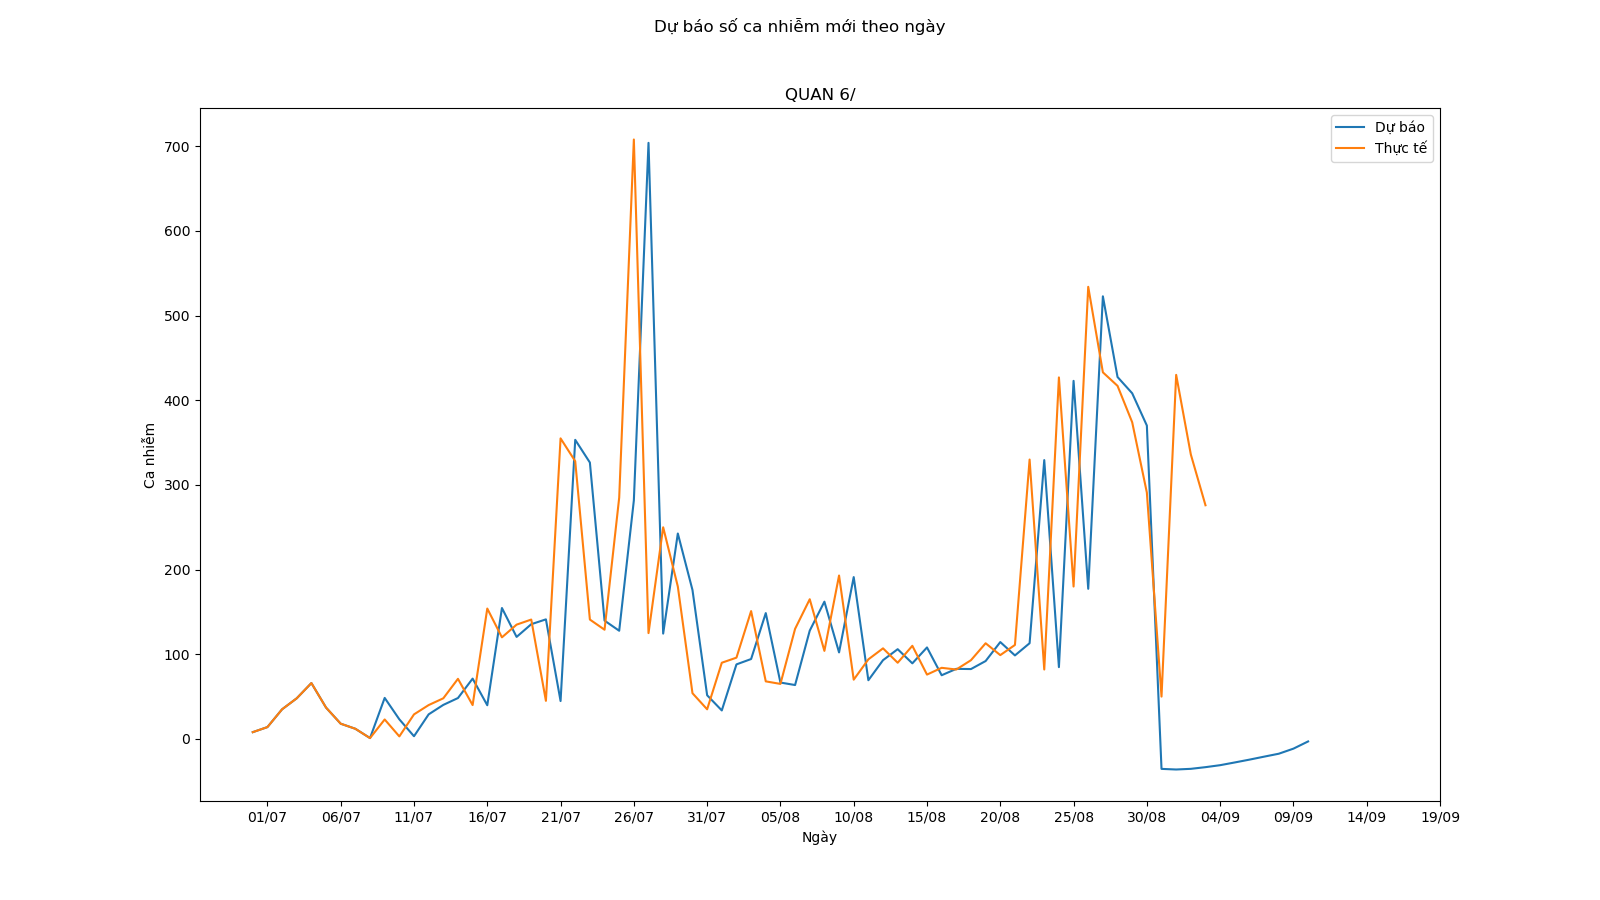 Dự báo số ca nhiễm mới theo ngày
QUAN 6/
Dự báo
Thực tế
Ca nhiễm
700
600
500
400
300
200
100
0
01/07 06/07 11/07 16/07 21/07 26/07 31/07 05/08 10/08 15/08 20/08 25/08 30/08 04/09 09/09 14/09 19/09
Ngày